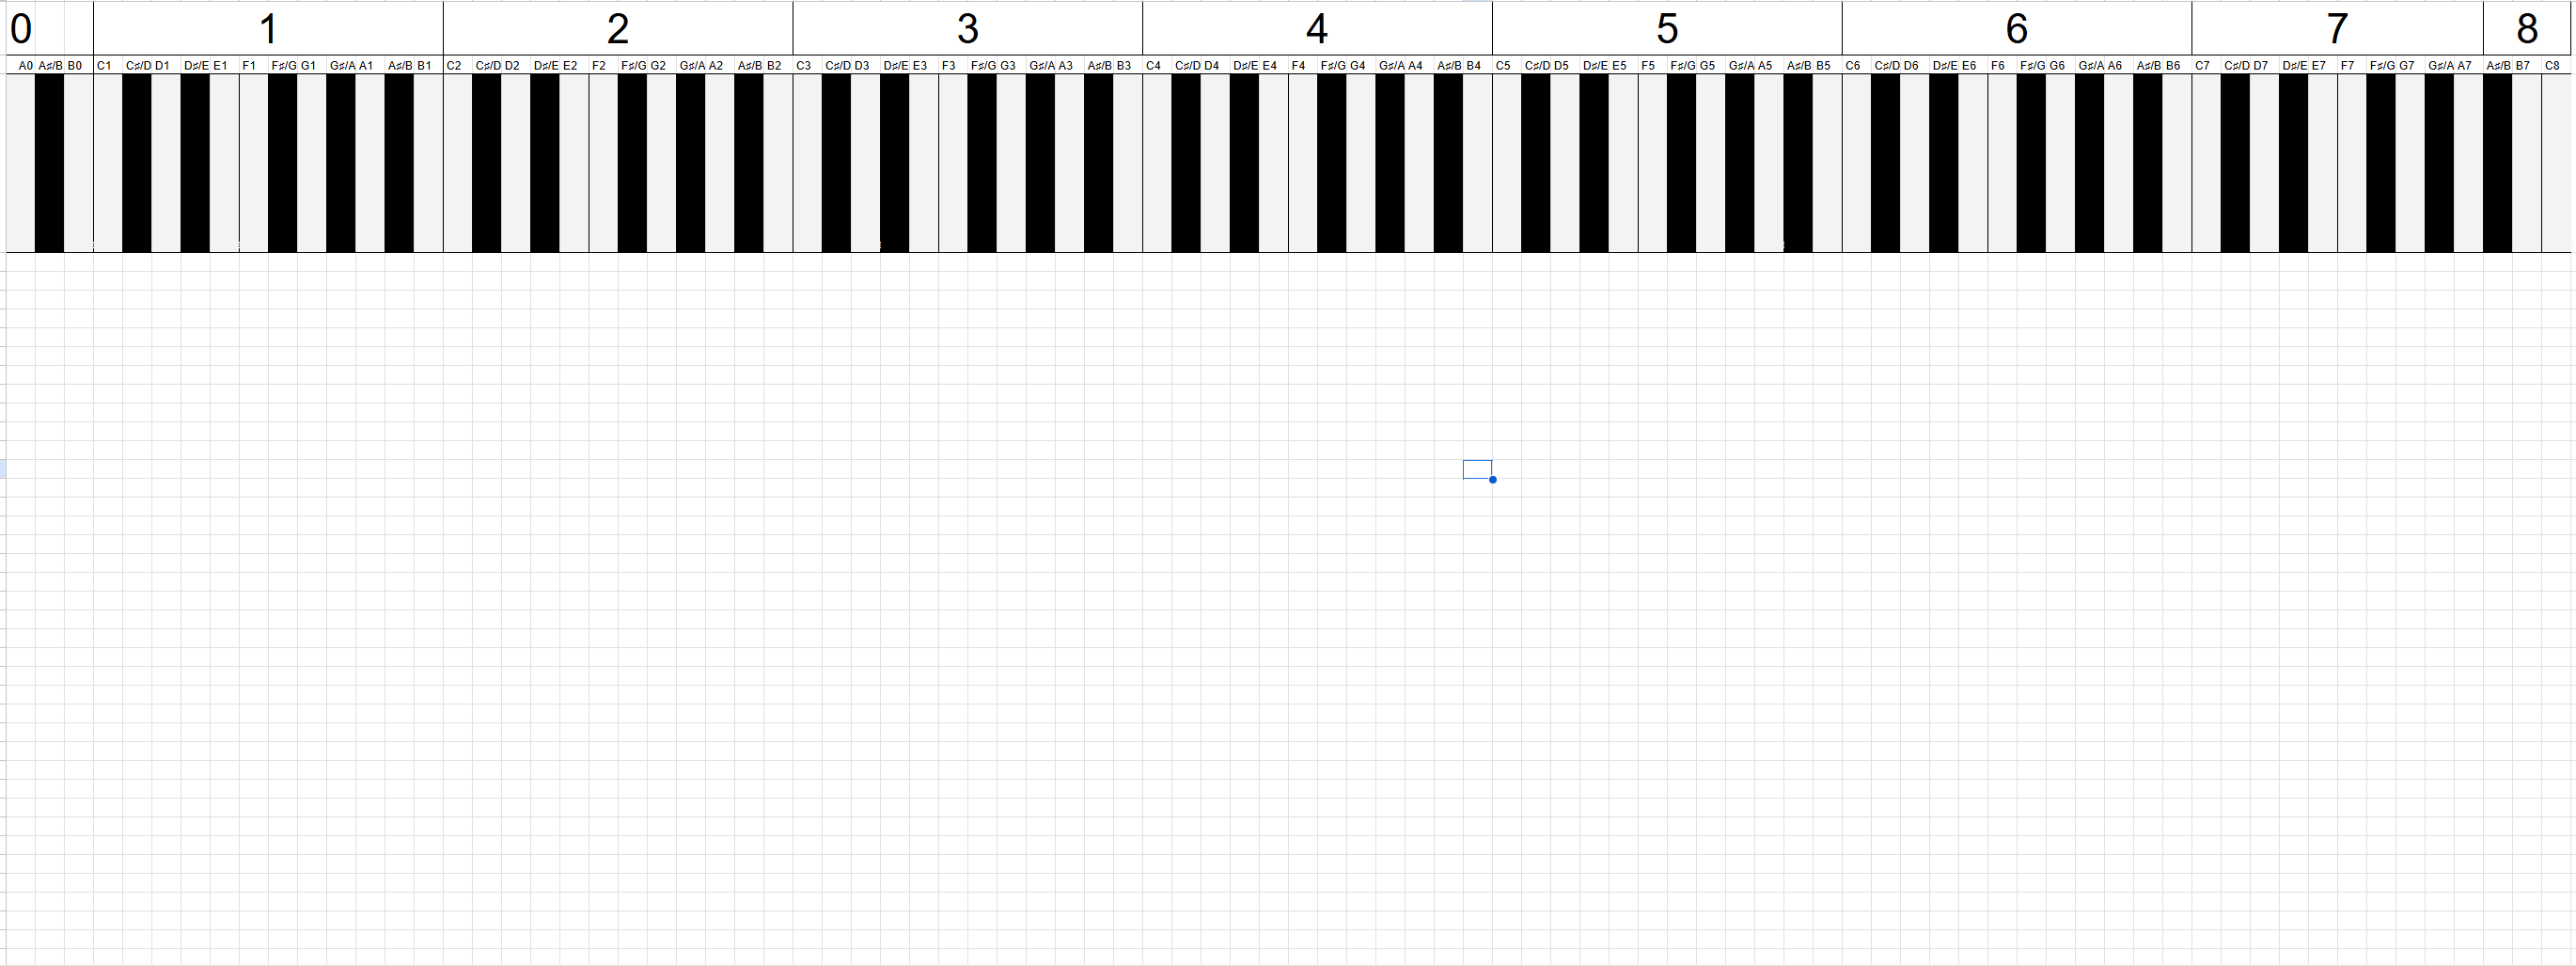 0 1 2 3 4 5 6 7 8
A0 A♯/B B0 C1 C♯/D D1 D♯/E E1 F1 F♯/G G1 G♯/A A1 A♯/B B1 C2 C♯/D D2 D♯/E E2 F2 F♯/G G2 G♯/A A2 A♯/B B2 C3 C♯/D D3 D♯/E E3 F3 F♯/G G3 G♯/A A3 A♯/B B3 C4 C♯/D D4 D♯/E E4 F4 F♯/G G4 G♯/A A4 A♯/B B4 C5 C♯/D D5 D♯/E E5 F5 F♯/G G5 G♯/A A5 A♯/B B5 C6 C♯/D D6 D♯/E E6 F6 F♯/G G6 G♯/A A6 A♯/B B6 C7 C♯/D D7 D♯/E E7 F7 F♯/G G7 G♯/A A7 A♯/B B7 C8